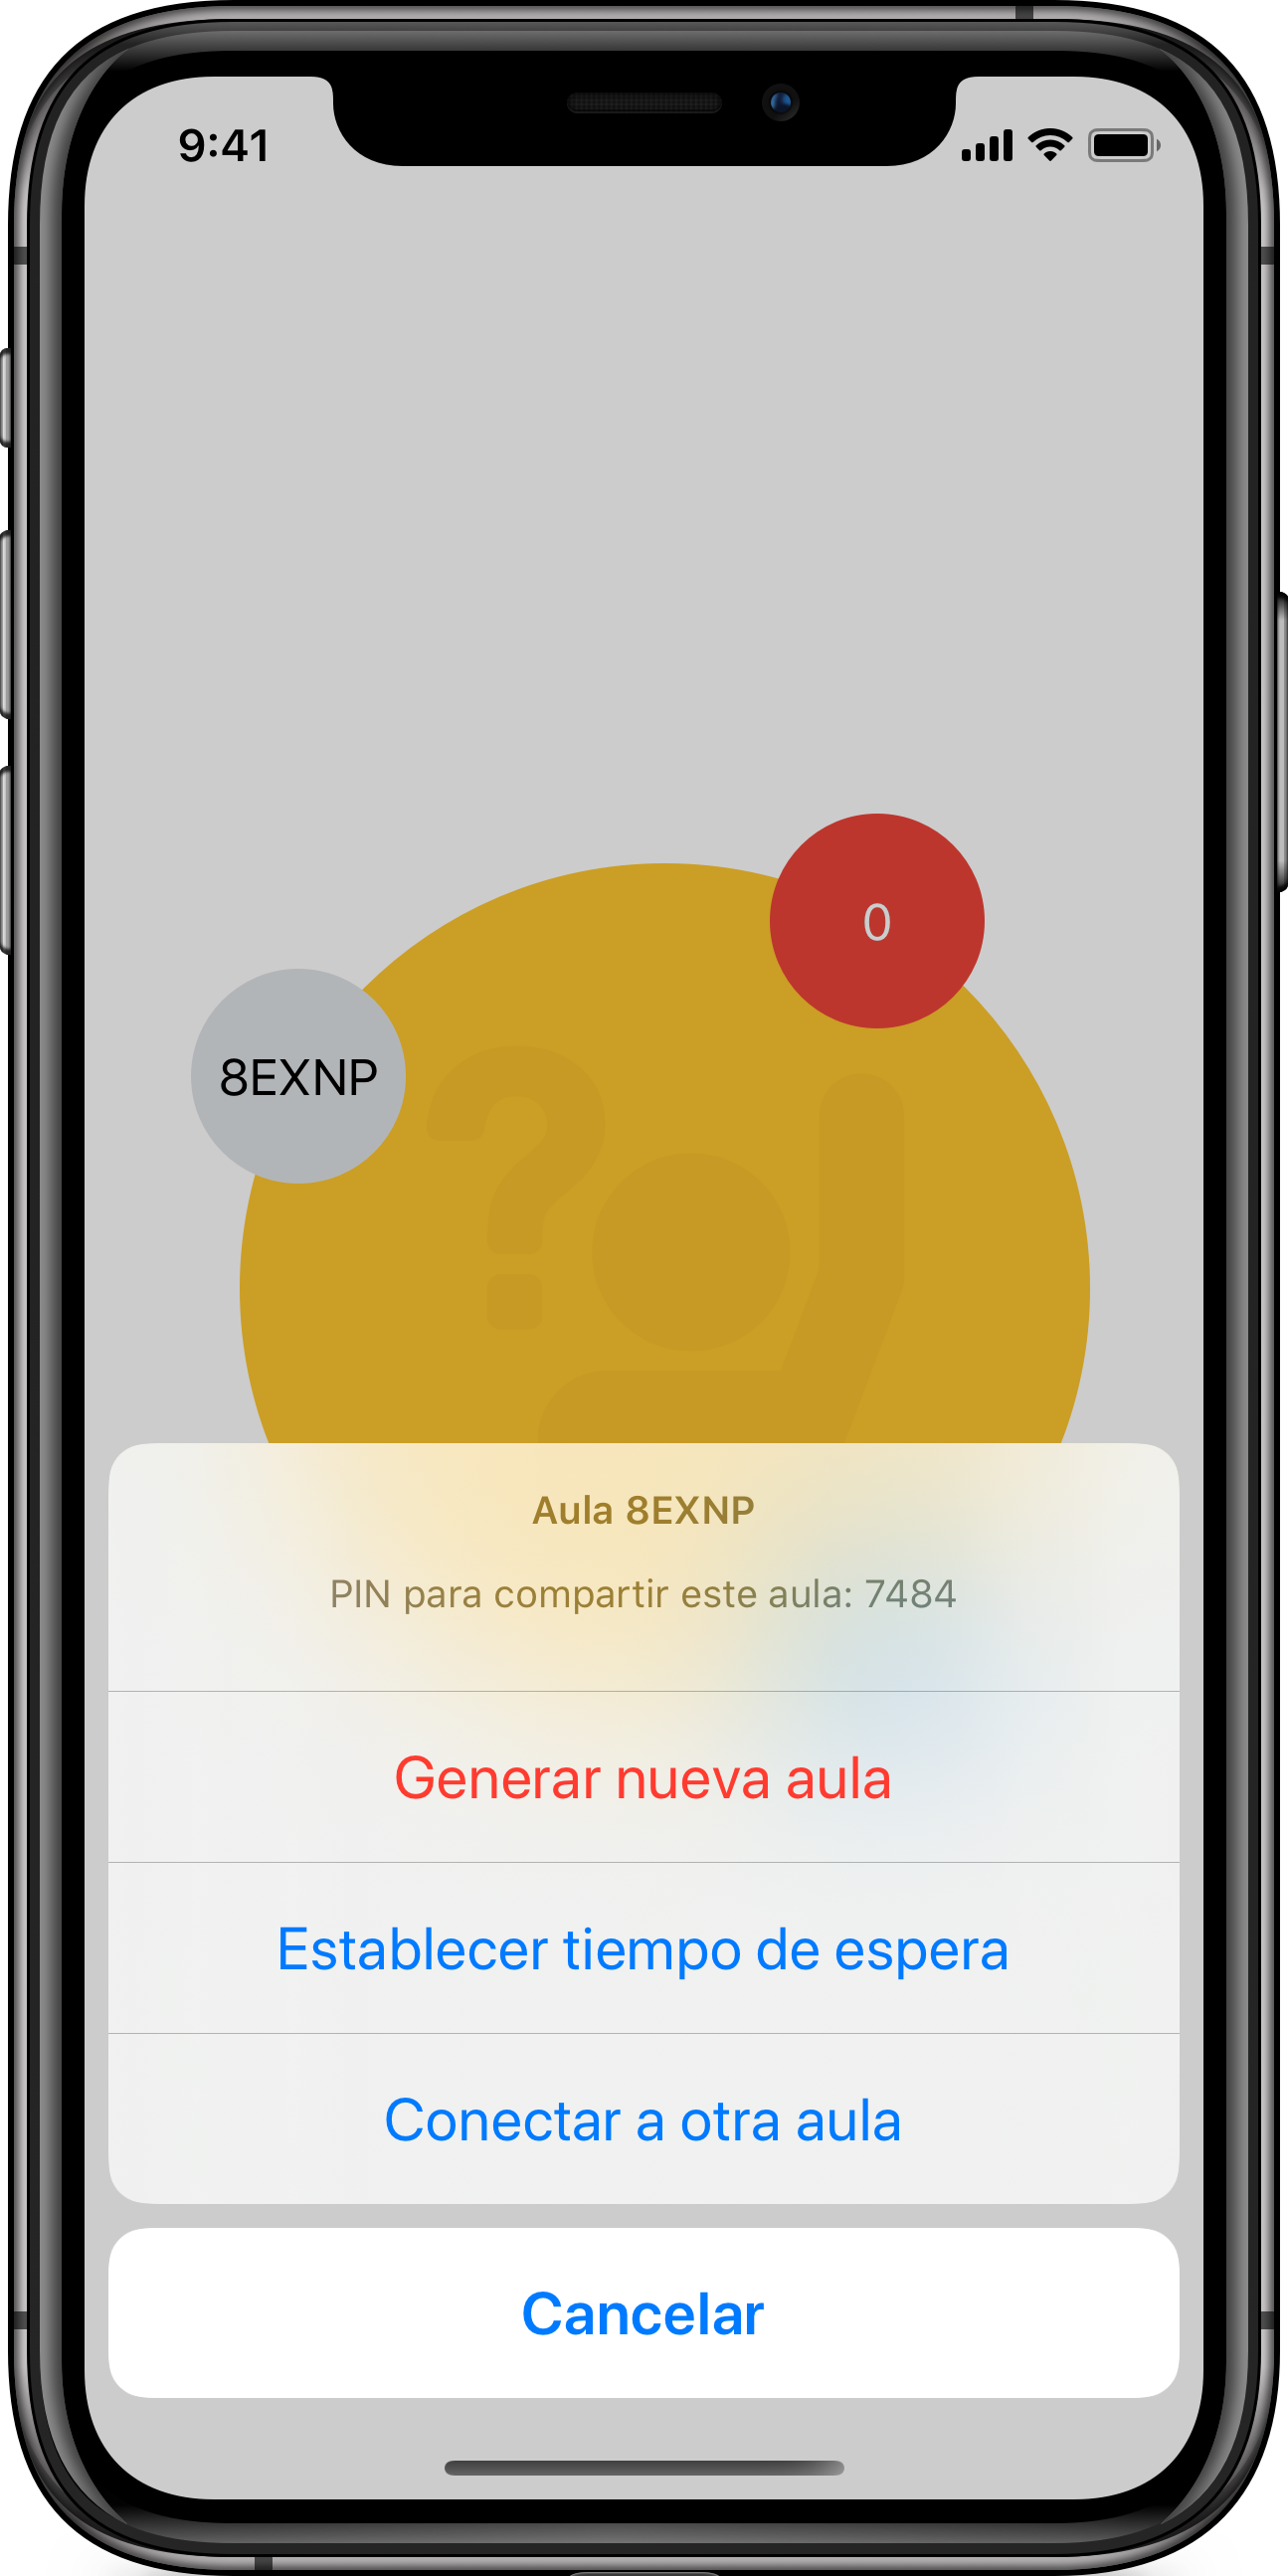 9:41
0
8EXNP
?
Aula 8EXNP
PIN para compartir este aula: 7484
Generar nueva aula
Establecer tiempo de espera
Conectar a otra aula
Cancelar